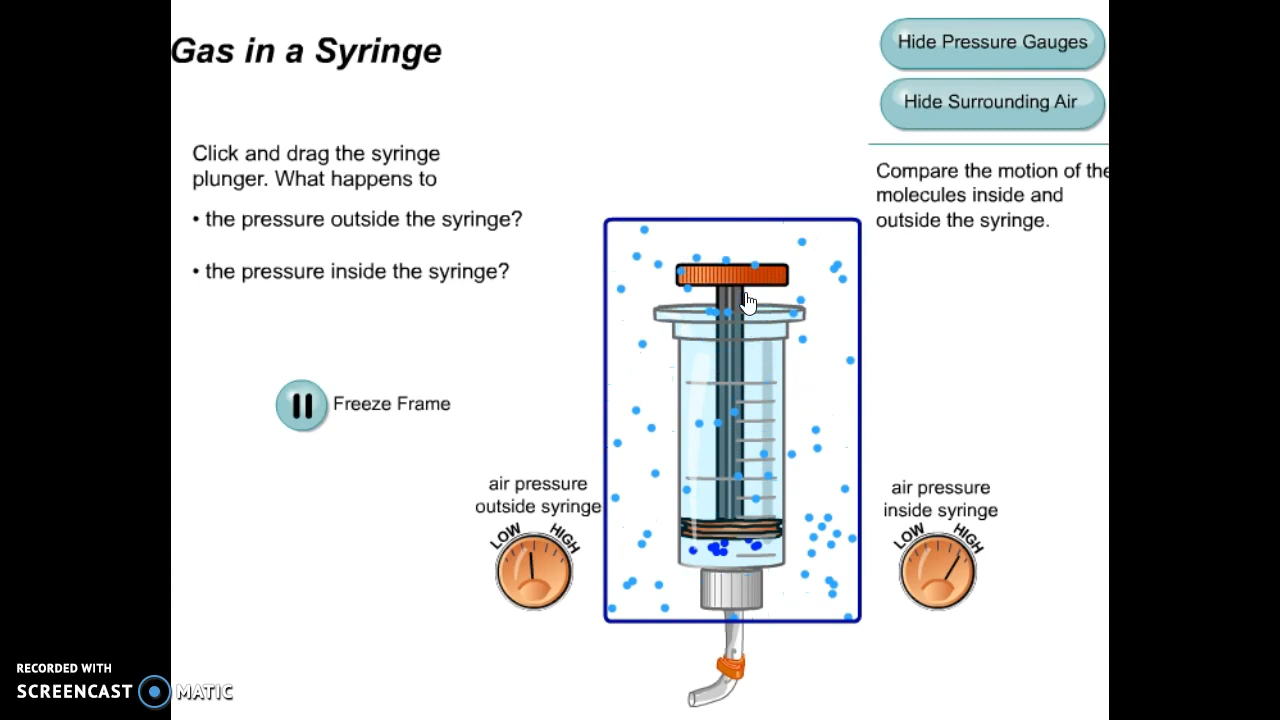 Gas in a Syringe
Hide Pressure Gauges
Hide Surrounding Air
Click and drag the syringe
plunger. What happens to
• the pressure outside the syringe?
• the pressure inside the syringe?
Compare the motion of the
molecules inside and
outside the syringe.
Freeze Frame
air pressure
outside syringe
LOW HIGH
air pressure
inside syringe
LOW HIGH
RECORDED WITH
SCREENCAST MATIC